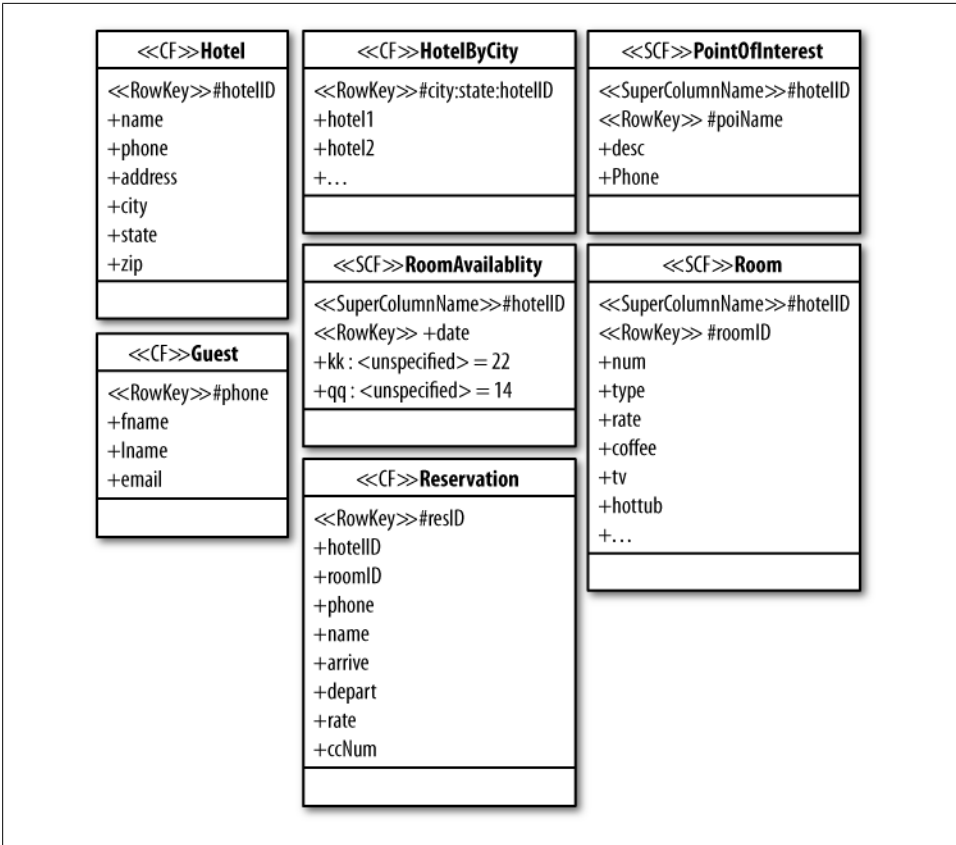 <<CF>>Hotel
<<RowKey>>#hotelID
+name
+phone
+address
+city
+state
+zip
<<CF>>Guest
<<RowKey>>#phone
+fname
+lname
+email
<<CF>>HotelByCity
<<RowKey>>#city:state:hotelID
+hotel1
+hotel2
+...
<<SCF>>RoomAvailablity
<<SuperColumnName>>#hotelID
<<RowKey>> +date
+kk : <unspecified> = 22
+qq : <unspecified> = 14
<<CF>>Reservation
<<RowKey>>#resID
+hotelID
+roomID
+phone
+name
+arrive
+depart
+rate
+ccNum
<<SCF>>PointOfInterest
<<SuperColumnName>>#hotelID
<<RowKey>> #poiName
+desc
+Phone
<<SCF>>Room
<<SuperColumnName>>#hotelID
<<RowKey>> #roomID
+num
+type
+rate
+coffee
+tv
+hottub
+...